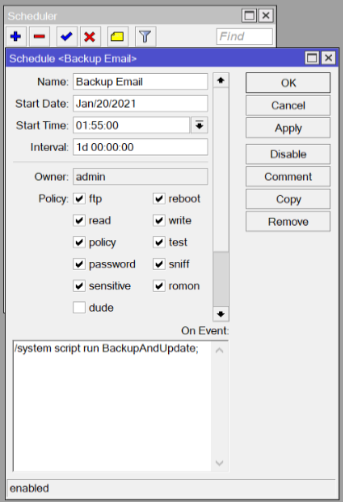 Scheduler
Find
Schedule <Backup Email>
Name: Backup Email
OK
Start Date: Jan/20/2021
Cancel
Start Time: 01:55:00
Apply
Interval: 1d 00:00:00
Disable
Owner: admin
Comment
Policy: ftp reboot
Copy
read write
Remove
policy test
password sniff
sensitive romon
dude
On Event:
/system script run BackupAndUpdate;
enabled